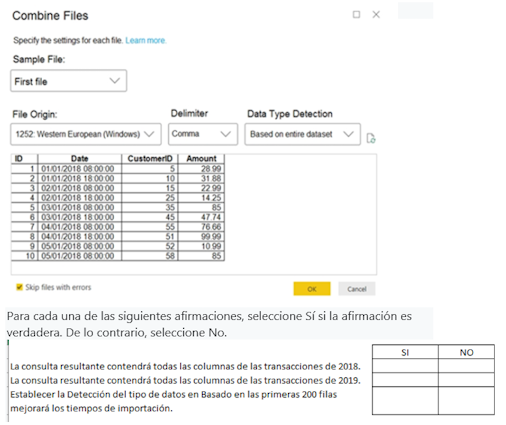 Combine Files
Specify the settings for each file. Learn more.
Sample File:
First file
File Origin: Delimiter Data Type Detection
1252: Western European (Windows) Comma Based on entire dataset
ID Date CustomerID Amount
1 01/01/2018 08:00:00 5 28.99
2 01/01/2018 18:00:00 10 31.88
3 02/01/2018 08:00:00 15 22.99
4 02/01/2018 18:00:00 25 14.25
5 03/01/2018 08:00:00 35 85
6 03/01/2018 18:00:00 45 47.74
7 04/01/2018 08:00:00 55 76.66
8 04/01/2018 18:00:00 51 99.99
9 05/01/2018 08:00:00 52 10.99
10 05/01/2018 18:00:00 58 85
Skip files with errors
OK Cancel
Para cada una de las siguientes afirmaciones, seleccione Sí si la afirmación es
verdadera. De lo contrario, seleccione No.
SI NO
La consulta resultante contendrá todas las columnas de las transacciones de 2018.
La consulta resultante contendrá todas las columnas de las transacciones de 2019.
Establecer la Detección del tipo de datos en Basado en las primeras 200 filas
mejorará los tiempos de importación.